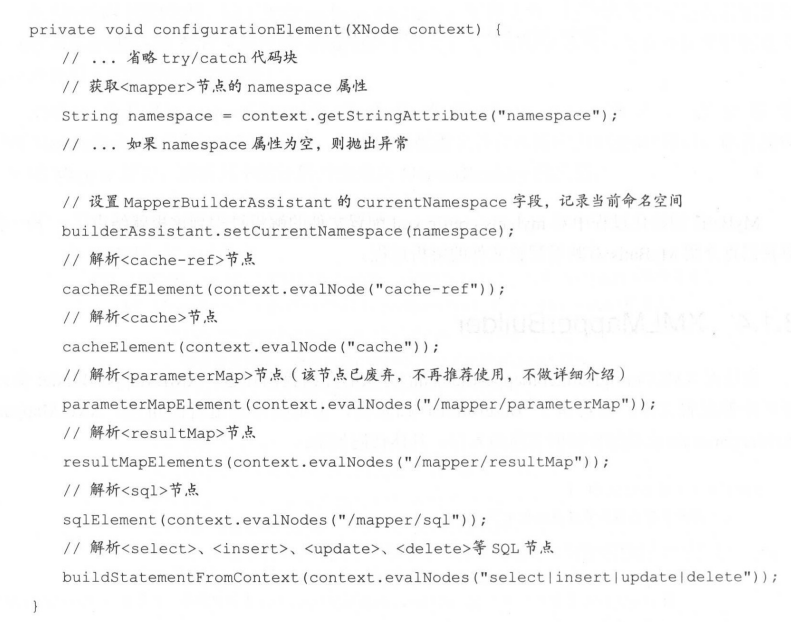 private void configurationElement(XNode context) {
// ... 省略 try/catch 代码块
// 获取<mapper>节点的 namespace 属性
String namespace = context.getStringAttribute("namespace");
// ... 如果 namespace 属性为空，则抛出异常
// 设置 MapperBuilderAssistant 的 currentNamespace 字段，记录当前命名空间
builderAssistant.setCurrentNamespace(namespace);
// 解析<cache-ref>节点
cacheRefElement(context.evalNode("cache-ref"));
// 解析<cache>节点
cacheElement(context.evalNode("cache"));
// 解析<parameterMap>节点（该节点已废弃，不再推荐使用，不做详细介绍）
parameterMapElement(context.evalNodes("/mapper/parameterMap"));
// 解析<resultMap>节点
resultMapElements(context.evalNodes("/mapper/resultMap"));
// 解析<sql>节点
sqlElement(context.evalNodes("/mapper/sql"));
// 解析<select>、<insert>、<update>、<delete>等 SQL 节点
buildStatementFromContext(context.evalNodes("select|insert|update|delete"));
}